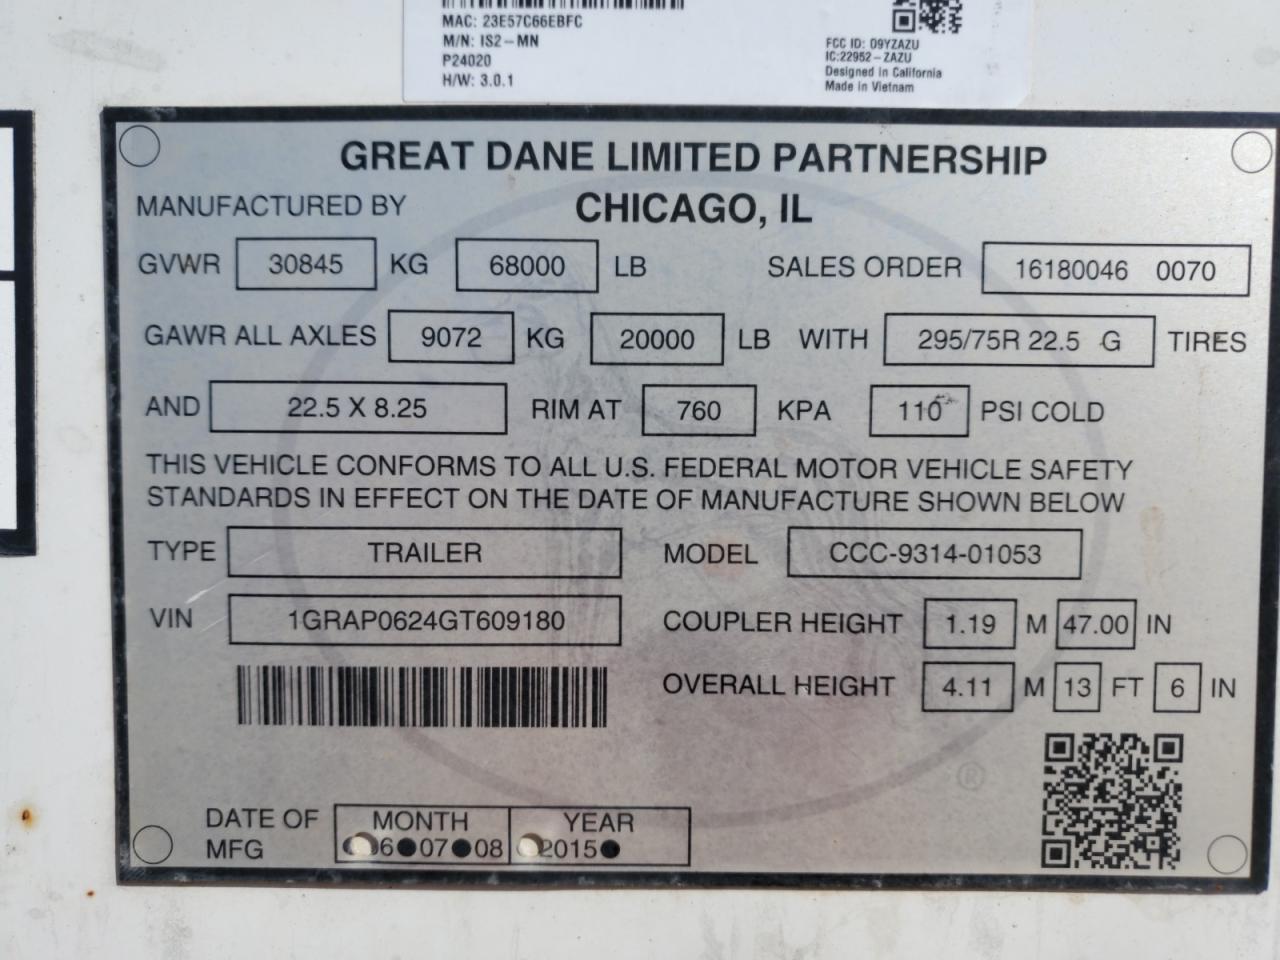 MAC: 23E57C66EBFC
M/N: IS2-MN
P24020
H/W: 3.0.1
FCC ID: O9YZAZU
IC:22952-ZAZU
Designed in California
Made in Vietnam
GREAT DANE LIMITED PARTNERSHIP
MANUFACTURED BY CHICAGO, IL
GVWR 30845 KG 68000 LB SALES ORDER 16180046 0070
GAWR ALL AXLES 9072 KG 20000 LB WITH 295/75R 22.5 G TIRES
AND 22.5 X 8.25 RIM AT 760 KPA 110 PSI COLD
THIS VEHICLE CONFORMS TO ALL U.S. FEDERAL MOTOR VEHICLE SAFETY
STANDARDS IN EFFECT ON THE DATE OF MANUFACTURE SHOWN BELOW
TYPE TRAILER MODEL CCC-9314-01053
VIN 1GRAP0624GT609180 COUPLER HEIGHT 1.19 M 47.00 IN
OVERALL HEIGHT 4.11 M 13 FT 6 IN
®
DATE OF MFG MONTH YEAR
6 07 08 2015